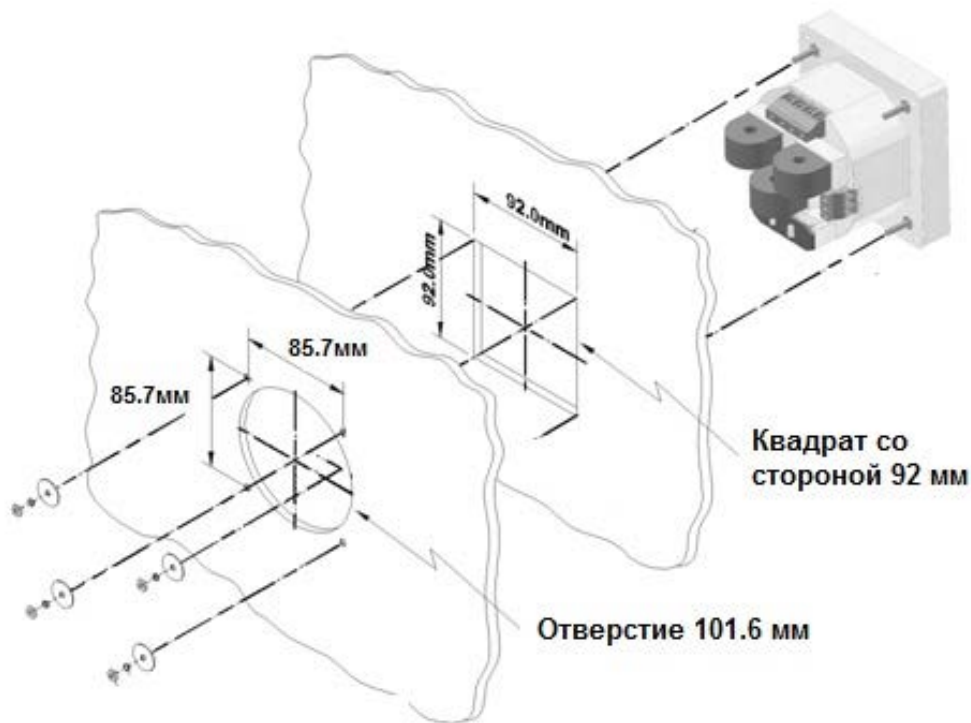 92.0mm
92.0mm
85.7мм
85.7мм
Квадрат со
стороной 92 мм
Отверстие 101.6 мм